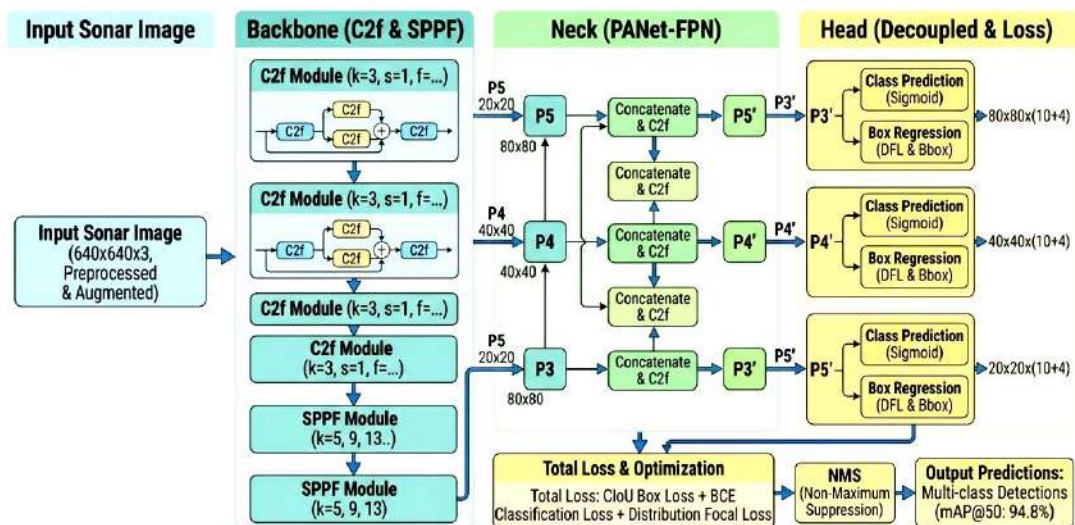 Input Sonar Image
Backbone (C2f & SPPF)
Neck (PANet-FPN)
Head (Decoupled & Loss)
Input Sonar Image
(640x640x3,
Preprocessed
& Augmented)
C2f Module (k=3, s=1, f=...)
C2f
C2f
C2f
+
C2f
C2f Module (k=3, s=1, f=...)
C2f
C2f
C2f
+
C2f
C2f Module (k=3, s=1, f=...)
C2f Module
(k=3, s=1, f=...)
SPPF Module
(k=5, 9, 13..)
SPPF Module
(k=5, 9, 13)
P5
20x20
P5
80x80
P4
40x40
P4
40x40
P5
20x20
P3
80x80
Concatenate
& C2f
Concatenate
& C2f
Concatenate
& C2f
Concatenate
& C2f
Concatenate
& C2f
P5'
P4'
P3'
P3'
P3'
Class Prediction
(Sigmoid)
Box Regression
(DFL & Bbox)
80x80x(10+4)
P4'
P4'
Class Prediction
(Sigmoid)
Box Regression
(DFL & Bbox)
40x40x(10+4)
P5'
P5'
Class Prediction
(Sigmoid)
Box Regression
(DFL & Bbox)
20x20x(10+4)
Total Loss & Optimization
Total Loss: CIoU Box Loss + BCE
Classification Loss + Distribution Focal Loss
NMS
(Non-Maximum
Suppression)
Output Predictions:
Multi-class Detections
(mAP@50: 94.8%)